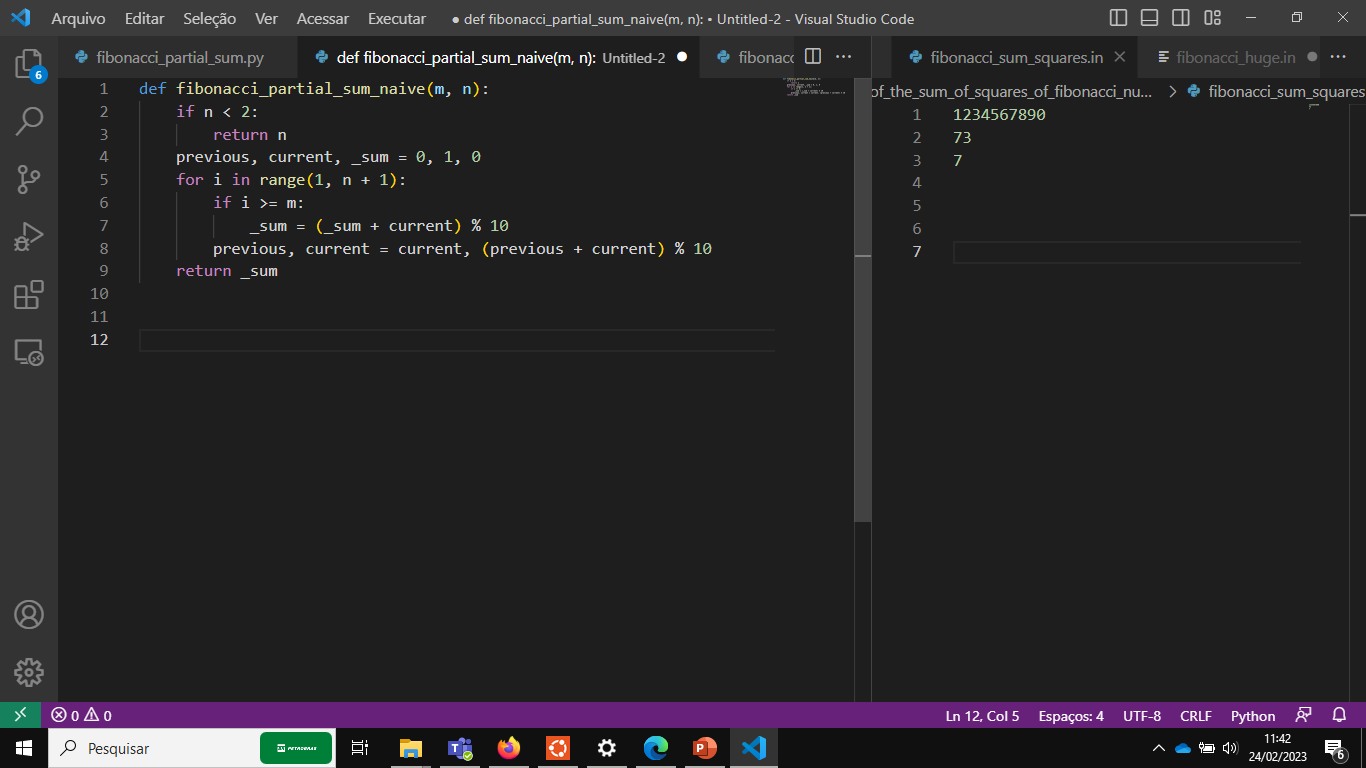 Arquivo Editar Seleção Ver Acessar Executar ● def fibonacci_partial_sum_naive(m, n): • Untitled-2 - Visual Studio Code
fibonacci_partial_sum.py def fibonacci_partial_sum_naive(m, n): Untitled-2 fibonacc fibonacci_sum_squares.in fibonacci_huge.in
of_the_sum_of_squares_of_fibonacci_nu... > fibonacci_sum_squares
6
1 def fibonacci_partial_sum_naive(m, n):
2 if n < 2:
3 return n
4 previous, current, _sum = 0, 1, 0
5 for i in range(1, n + 1):
6 if i >= m:
7 _sum = (_sum + current) % 10
8 previous, current = current, (previous + current) % 10
9 return _sum
10
11
12
1 1234567890
2 73
3 7
4
5
6
7
0 0 Ln 12, Col 5 Espaços: 4 UTF-8 CRLF Python
Pesquisar PETROBRAS
11:42
24/02/2023
6